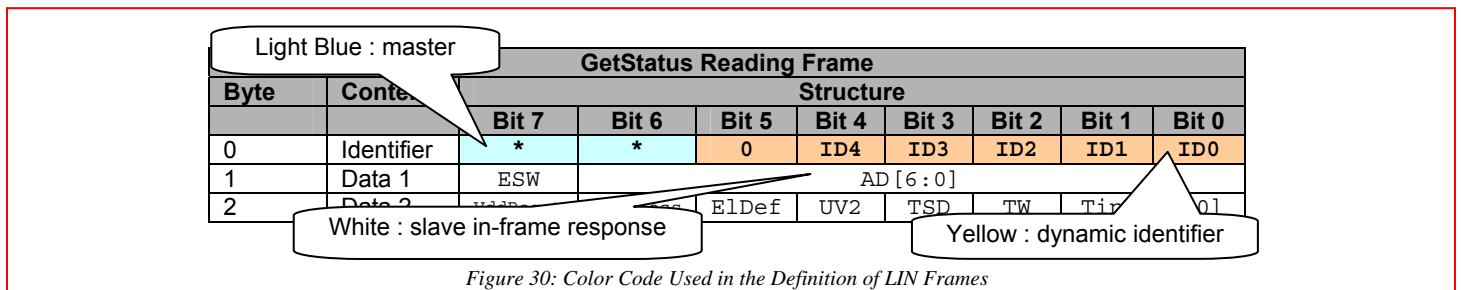 Light Blue : master
GetStatus Reading Frame
Byte Structure
Bit 7 Bit 6 Bit 5 Bit 4 Bit 3 Bit 2 Bit 1 Bit 0
0 Identifier * * 0 ID4 ID3 ID2 ID1 ID0
1 Data 1 ESW AD[6:0]
2 ElDef UV2 TSD TW
White : slave in-frame response
Yellow : dynamic identifier
Figure 30: Color Code Used in the Definition of LIN Frames